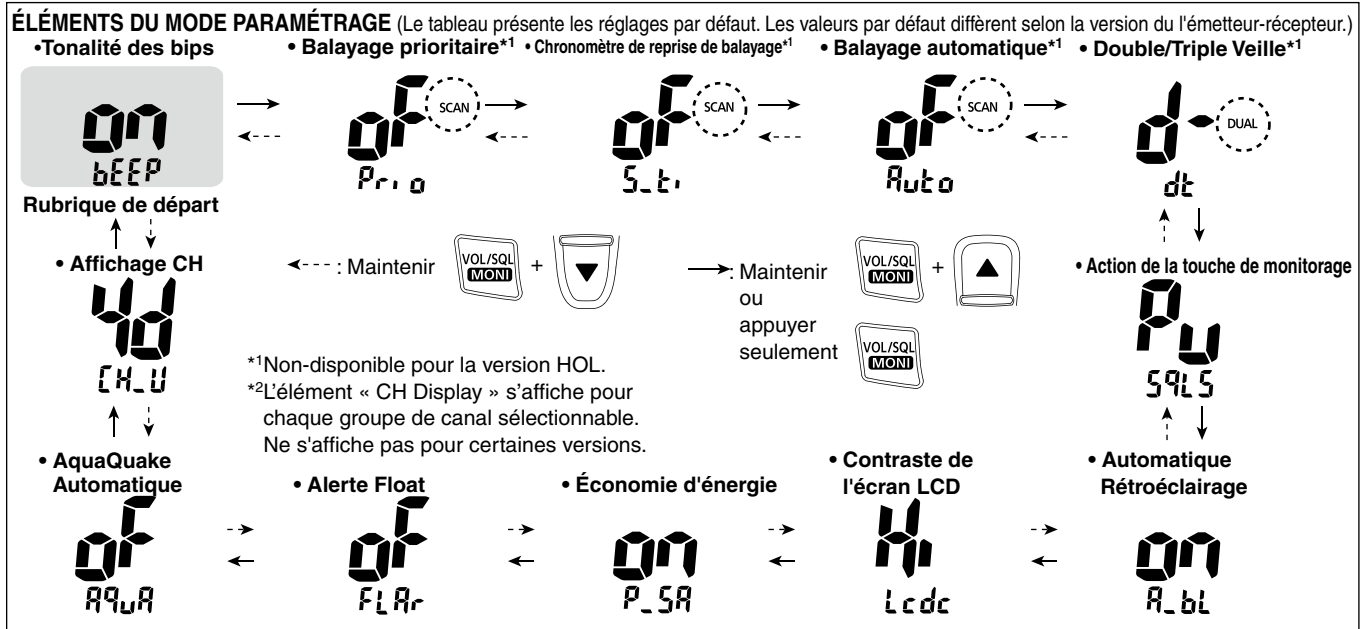 ÉLÉMENTS DU MODE PARAMÉTRAGE (Le tableau présente les réglages par défaut. Les valeurs par défaut diffèrent selon la version du l'émetteur-récepteur.)
•Tonalité des bips
• Balayage prioritaire*1
• Chronomètre de reprise de balayage*1
• Balayage automatique*1
• Double/Triple Veille*1
on
bEEP
oF
SCAN
Prio
oF
SCAN
S_ti
oF
SCAN
Auto
d-
DUAL
dt
Rubrique de départ
• Affichage CH
4d
CH_U
: Maintenir
VOL/SQL
MONI
+
: Maintenir
ou
appuyer
seulement
VOL/SQL
MONI
+
VOL/SQL
MONI
• Action de la touche de monitorage
Pu
SqLS
*1Non-disponible pour la version HOL.
*2L'élément « CH Display » s'affiche pour
chaque groupe de canal sélectionnable.
Ne s'affiche pas pour certaines versions.
• AquaQuake
Automatique
• Alerte Float
• Économie d'énergie
• Contraste de
l'écran LCD
• Automatique
Rétroéclairage
oF
AquA
oF
FLAr
on
P_SA
Hi
Lcdc
on
A_bL